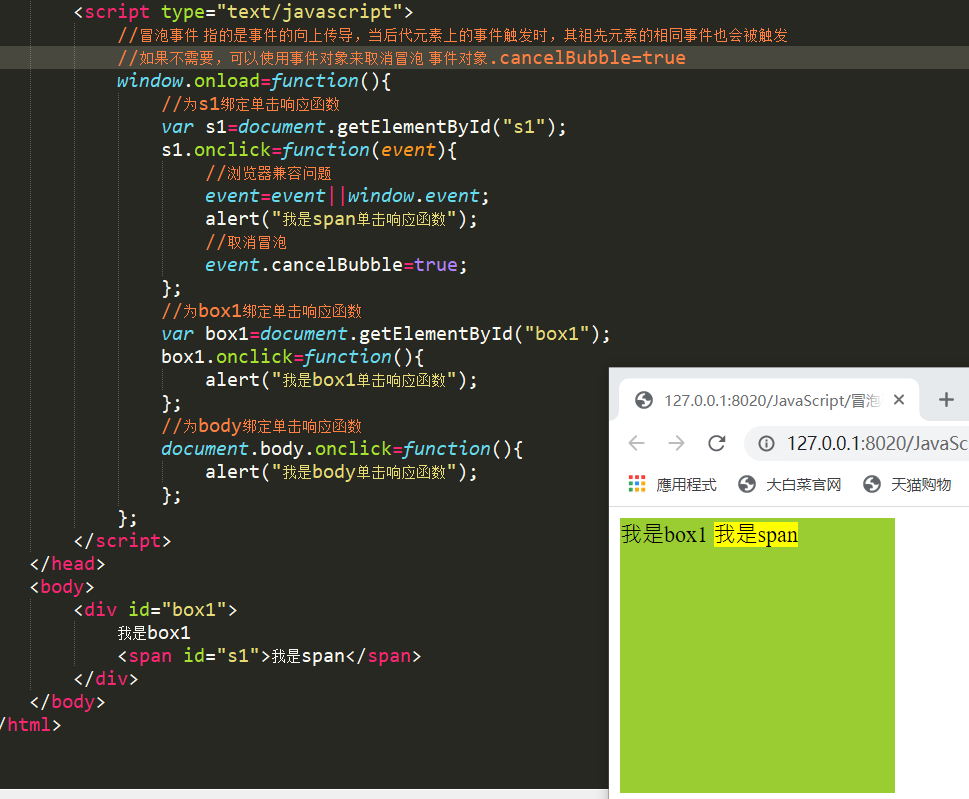 <script type="text/javascript">
//冒泡事件 指的是事件的向上传导，当后代元素上的事件触发时，其祖先元素的相同事件也会被触发
//如果不需要，可以使用事件对象来取消冒泡 事件对象.cancelBubble=true
window.onload=function(){
//为s1绑定单击响应函数
var s1=document.getElementById("s1");
s1.onclick=function(event){
//浏览器兼容问题
event=event||window.event;
alert("我是span单击响应函数");
//取消冒泡
event.cancelBubble=true;
};
//为box1绑定单击响应函数
var box1=document.getElementById("box1");
box1.onclick=function(){
alert("我是box1单击响应函数");
};
//为body绑定单击响应函数
document.body.onclick=function(){
alert("我是body单击响应函数");
};
};
</script>
</head>
<body>
<div id="box1">
我是box1
<span id="s1">我是span</span>
</div>
</body>
/html>
127.0.0.1:8020/JavaScript/冒泡
127.0.0.1:8020/JavaSc
應用程式 大白菜官网 天猫购物
我是box1 我是span